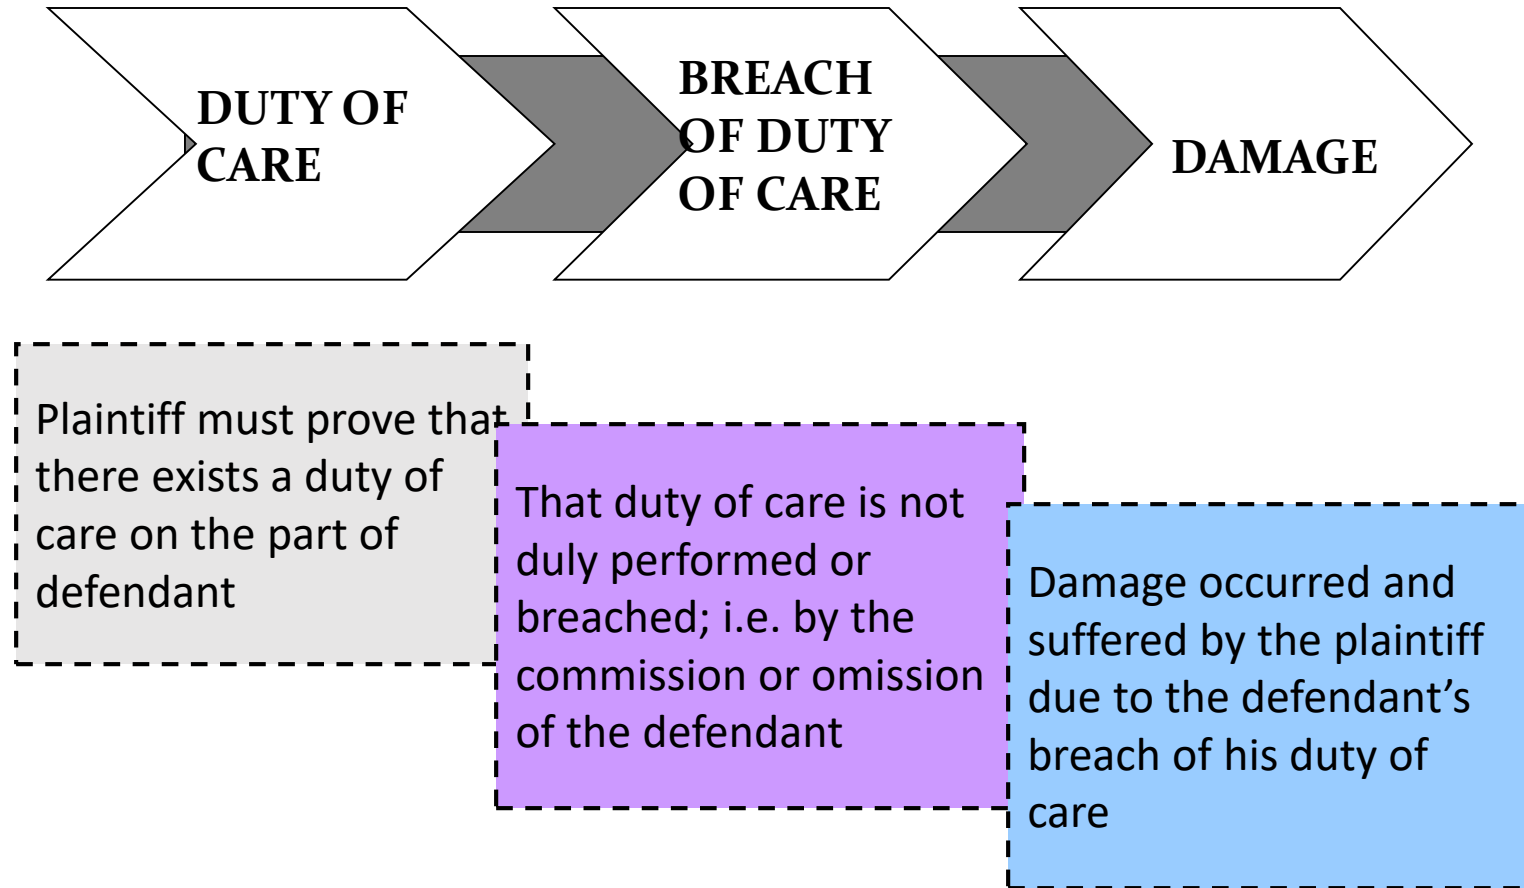 DUTY OF
CARE
BREACH
OF DUTY
OF CARE
DAMAGE
Plaintiff must prove that
there exists a duty of
care on the part of
defendant
That duty of care is not
duly performed or
breached; i.e. by the
commission or omission
of the defendant
Damage occurred and
suffered by the plaintiff
due to the defendant’s
breach of his duty of
care